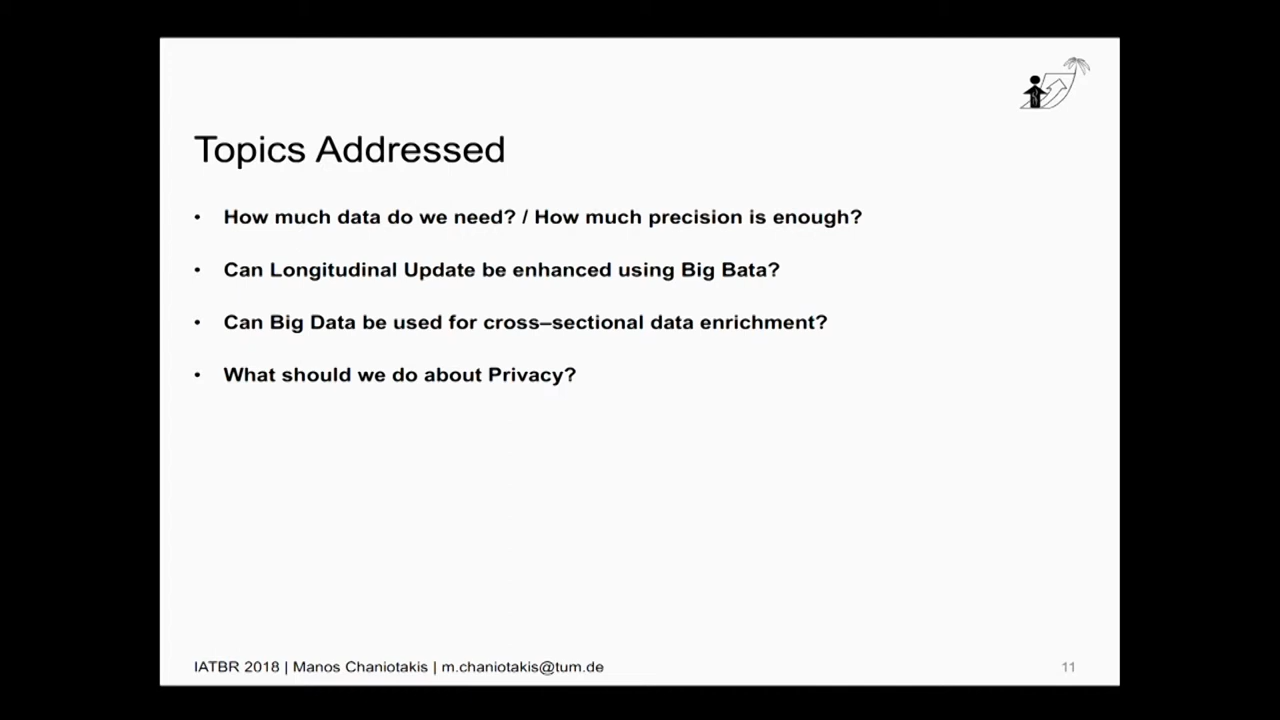 Topics Addressed
• How much data do we need? / How much precision is enough?
• Can Longitudinal Update be enhanced using Big Bata?
• Can Big Data be used for cross–sectional data enrichment?
• What should we do about Privacy?
IATBR 2018 | Manos Chaniotakis | m.chaniotakis@tum.de
11